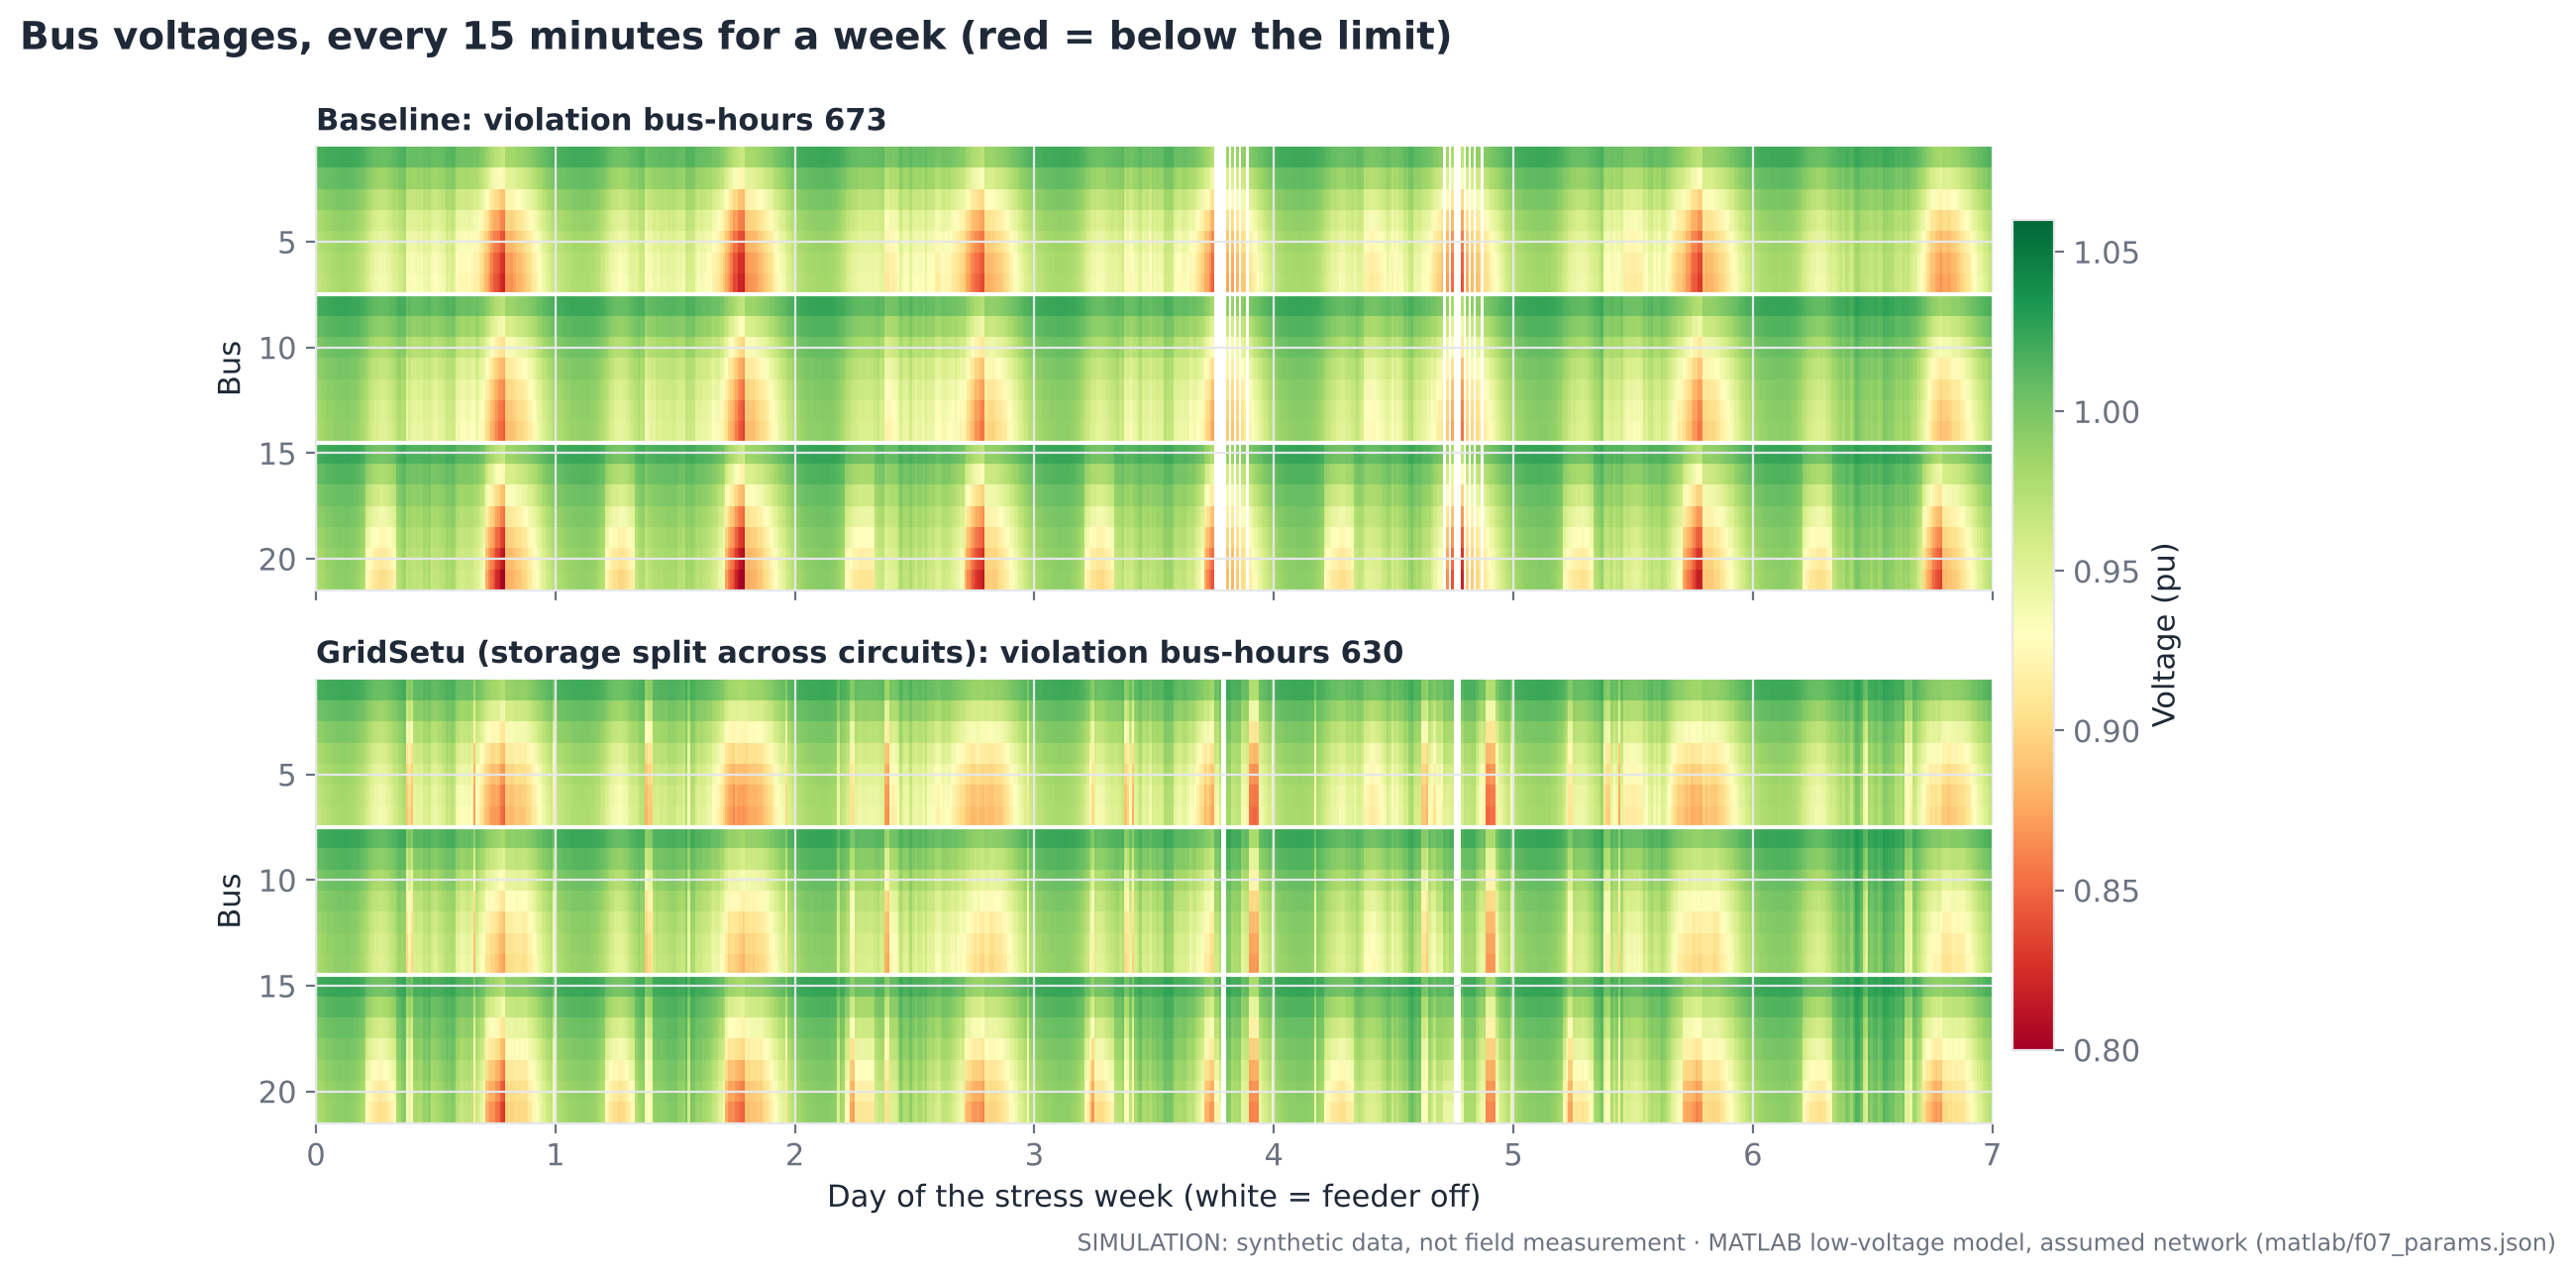 Bus voltages, every 15 minutes for a week (red = below the limit)
Baseline: violation bus-hours 673
Bus
5
10
15
20
GridSetu (storage split across circuits): violation bus-hours 630
Bus
5
10
15
20
0 1 2 3 4 5 6 7
Day of the stress week (white = feeder off)
1.05
1.00
0.95
0.90
0.85
0.80
Voltage (pu)
SIMULATION: synthetic data, not field measurement · MATLAB low-voltage model, assumed network (matlab/f07_params.json)